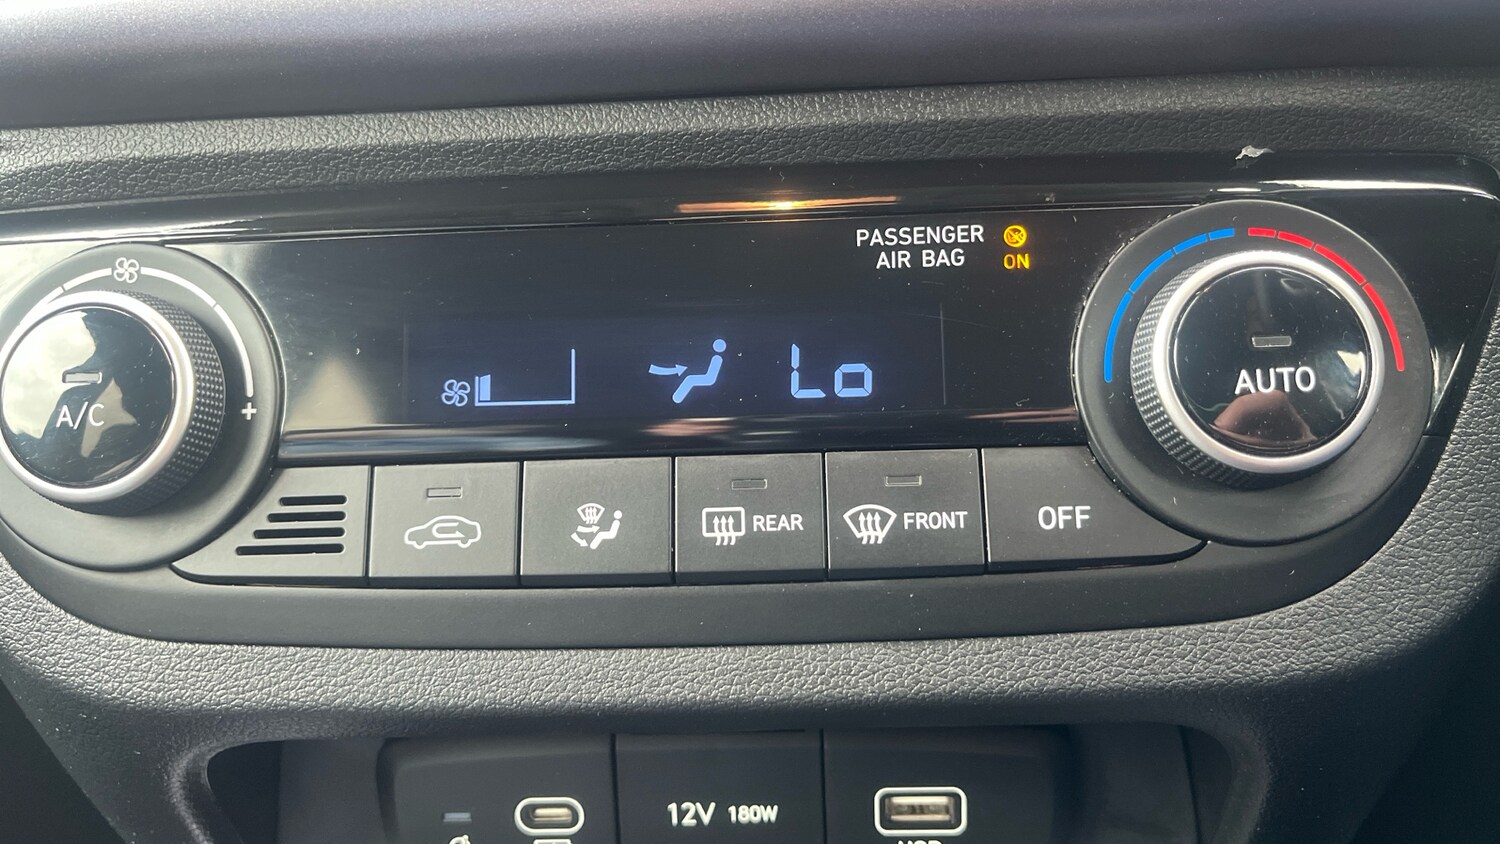 PASSENGER
AIR BAG ON
+
A/C
Lo
AUTO
REAR
FRONT
OFF
12V 180W